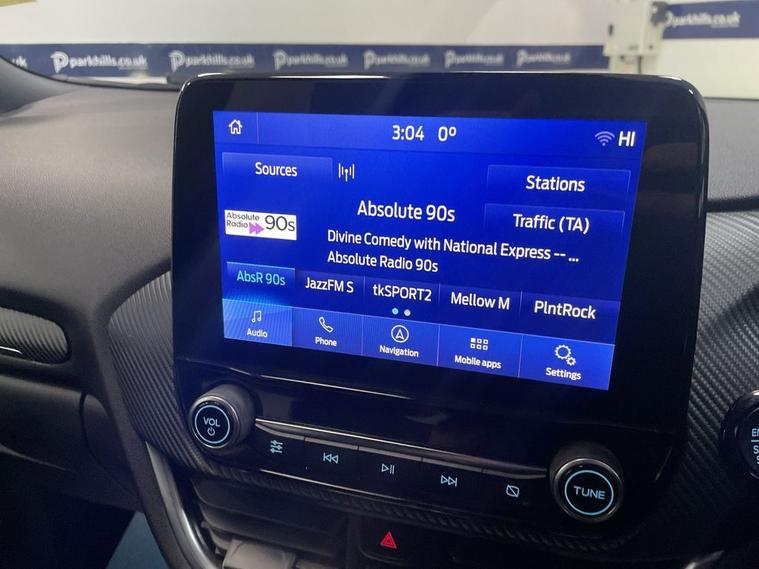 parkhills.co.uk parkhills.co.uk parkhills.co.uk parkhills.co.uk parkhills.co.uk parkhills.co.uk
parkhills.co.uk
3:04 0º HI
Sources
Stations
Absolute 90s
Traffic (TA)
Absolute
Radio 90s
Divine Comedy with National Express -- ...
Absolute Radio 90s
AbsR 90s JazzFM S tkSPORT2 Mellow M PlntRock
Audio Phone Navigation Mobile apps Settings
VOL
TUNE